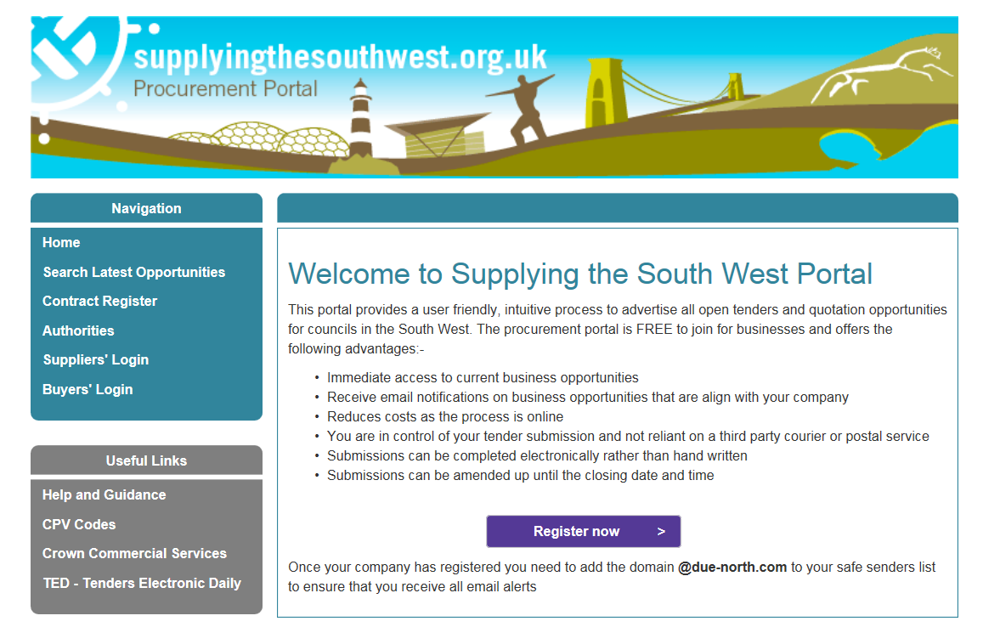 supplyingthesouthwest.org.uk
Procurement Portal
Navigation
Home
Search Latest Opportunities
Contract Register
Authorities
Suppliers' Login
Buyers' Login
Useful Links
Help and Guidance
CPV Codes
Crown Commercial Services
TED - Tenders Electronic Daily
Welcome to Supplying the South West Portal
This portal provides a user friendly, intuitive process to advertise all open tenders and quotation opportunities
for councils in the South West. The procurement portal is FREE to join for businesses and offers the
following advantages:-
• Immediate access to current business opportunities
• Receive email notifications on business opportunities that are align with your company
• Reduces costs as the process is online
• You are in control of your tender submission and not reliant on a third party courier or postal service
• Submissions can be completed electronically rather than hand written
• Submissions can be amended up until the closing date and time
Register now >
Once your company has registered you need to add the domain @due-north.com to your safe senders list
to ensure that you receive all email alerts